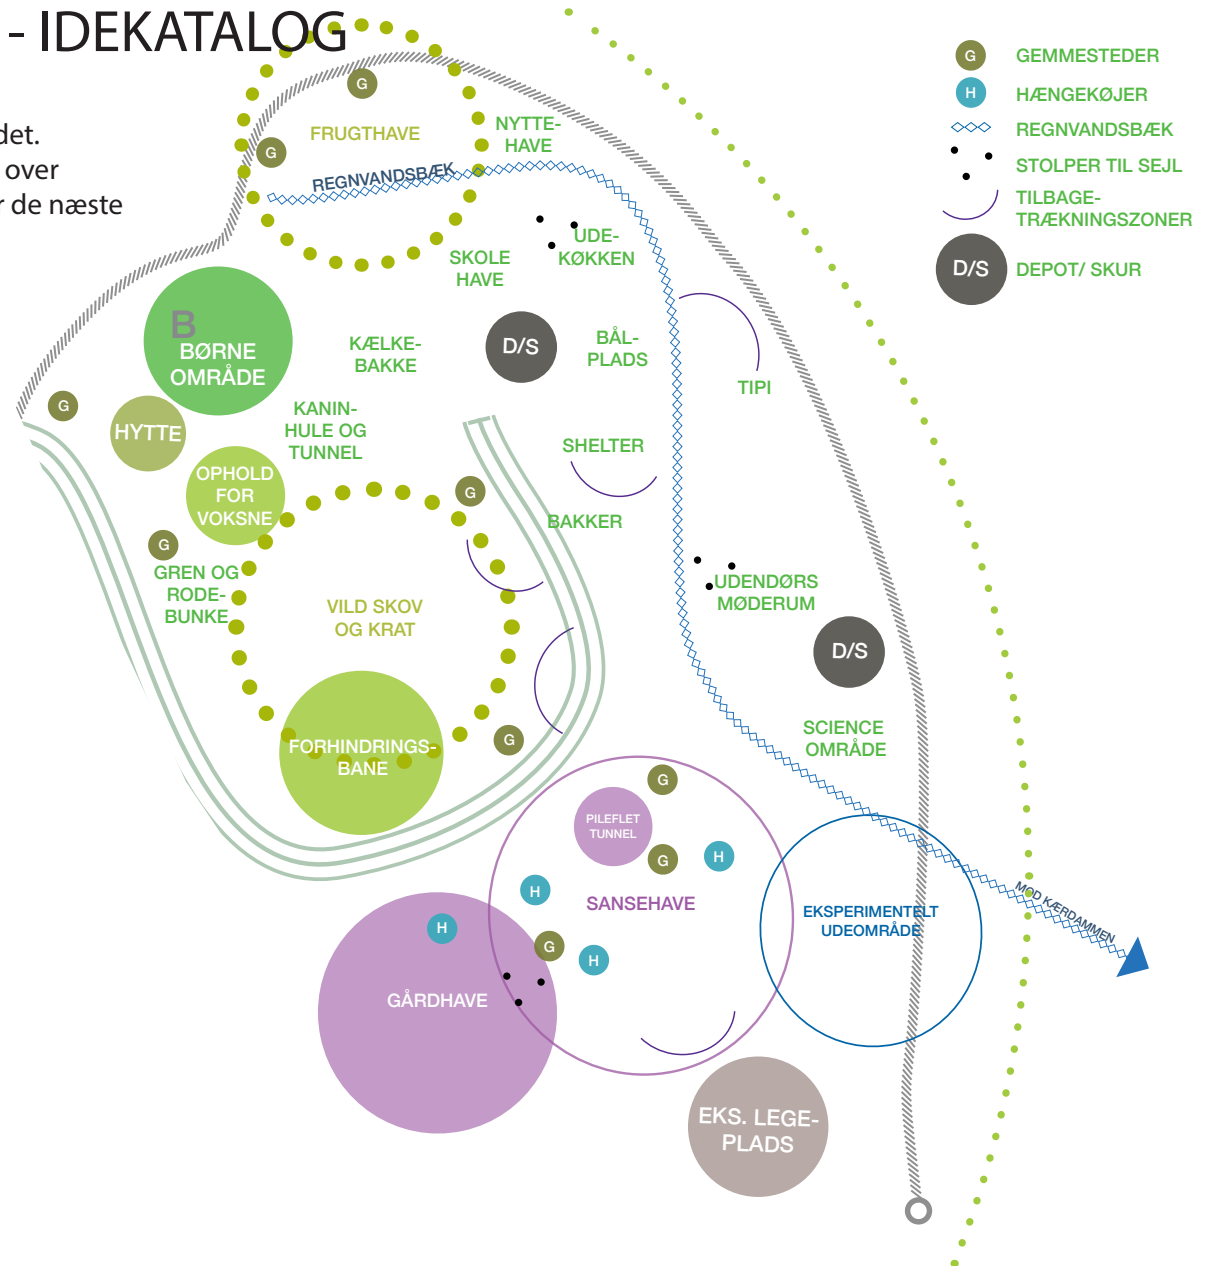 - IDEKATALOG
det.
over
r de næste
G GEMMESTEDER
H HÆNGEKØJER
REGNVANDSBÆK
STOLPER TIL SEJL
TILBAGE-
TRÆKNINGSZONER
D/S DEPOT/ SKUR
G
FRUGTHAVE
G
NYTTE-
HAVE
REGNVANDSBÆK
UDE-
KØKKEN
SKOLE
HAVE
B
BØRNE
OMRÅDE
KÆLKE-
BAKKE
D/S
BÅL-
PLADS
TIPI
G
HYTTE
KANIN-
HULE OG
TUNNEL
SHELTER
OPHOLD
FOR
VOKSNE
G
BAKKER
G
GREN OG
RODE-
BUNKE
VILD SKOV
OG KRAT
UDENDØRS
MØDERUM
D/S
SCIENCE
OMRÅDE
FORHINDRINGS-
BANE
G
G
PILEFLET
TUNNEL
G
H
H
SANSEHAVE
EKSPERIMENTELT
UDEOMRÅDE
MOD KÆRDAMMEN
H
G
H
GÅRDHAVE
EKS. LEGE-
PLADS